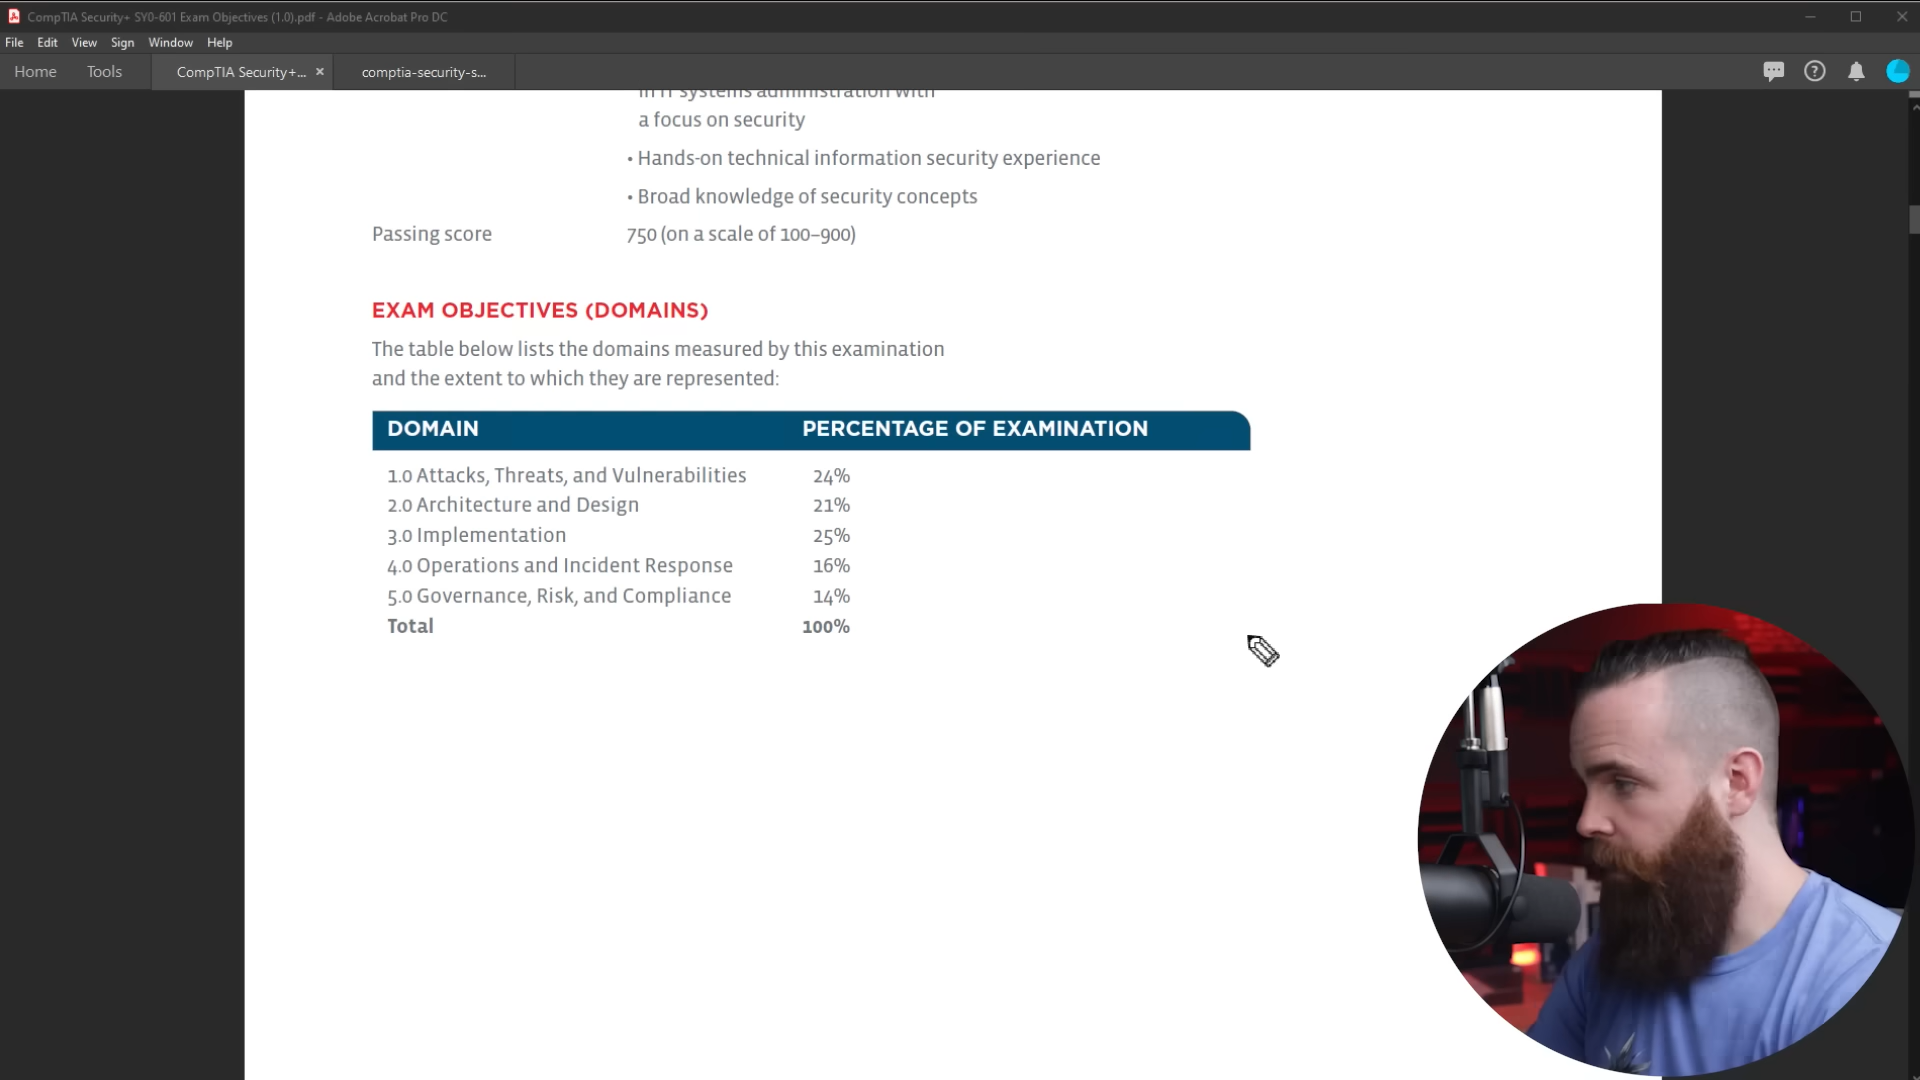 CompTIA Security+ SY0-601 Exam Objectives (1.0).pdf - Adobe Acrobat Pro DC
File Edit View Sign Window Help
Home Tools CompTIA Security+... × comptia-security-s...
in IT systems administration with
a focus on security
• Hands-on technical information security experience
• Broad knowledge of security concepts
Passing score 750 (on a scale of 100–900)
EXAM OBJECTIVES (DOMAINS)
The table below lists the domains measured by this examination
and the extent to which they are represented:
DOMAIN PERCENTAGE OF EXAMINATION
1.0 Attacks, Threats, and Vulnerabilities 24%
2.0 Architecture and Design 21%
3.0 Implementation 25%
4.0 Operations and Incident Response 16%
5.0 Governance, Risk, and Compliance 14%
Total 100%